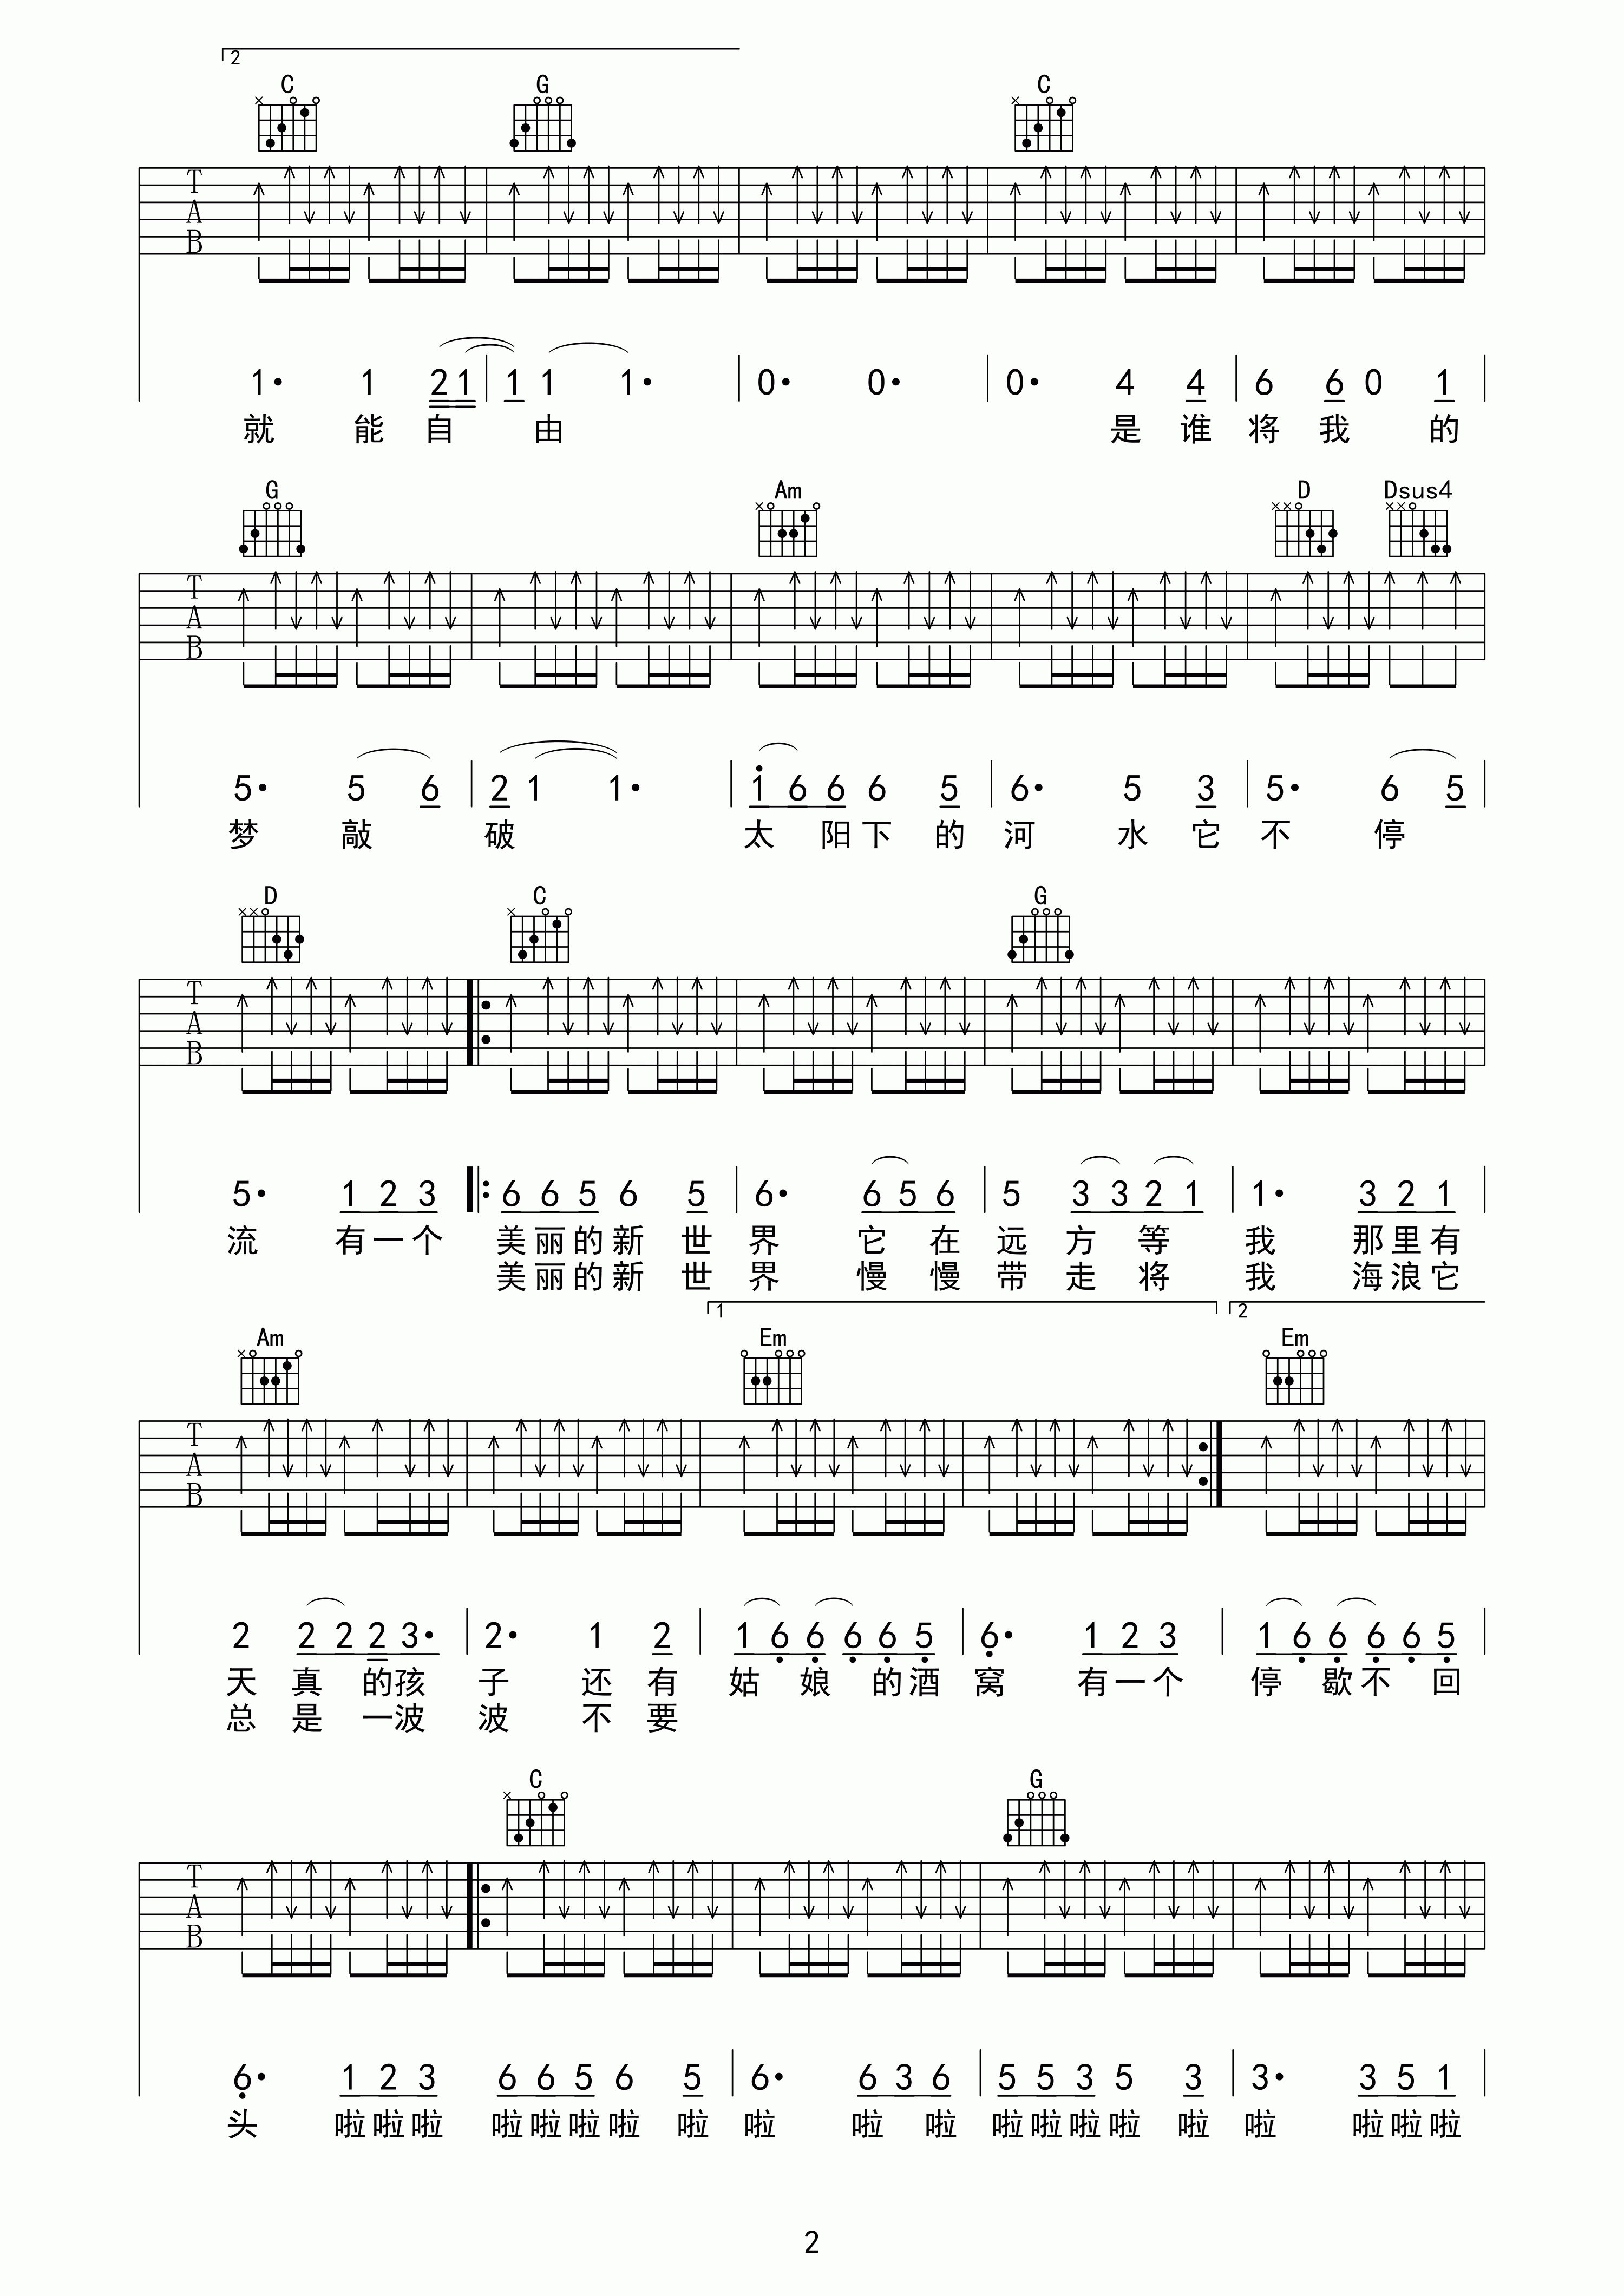 2
C G C
T
A
B
1· 1 2 1 | 1 1 1· | 0· 0· | 0· 4 4 | 6 6 0 1 |
就 能 自 由 是 谁 将 我 的
G Am D Dsus4
T
A
B
5· 5 6 | 2 1 1· | 1 6 6 6 5 | 6· 5 3 | 5· 6 5 |
梦 敲 破 太 阳 下 的 河 水 它 不 停
D C G
T
A
B
5· 1 2 3 |: 6 6 5 6 5 | 6· 6 5 6 | 5 3 3 2 1 | 1· 3 2 1 |
流 有 一 个 美 丽 的 新 世 界 它 在 远 方 等 我 那 里 有
美 丽 的 新 世 界 慢 慢 带 走 将 我 海 浪 它
1 2
Am Em Em
T
A
B
2 2 2 2 3· | 2· 1 2 | 1 6 6 6 6 5 | 6· 1 2 3 | 1 6 6 6 6 5 |
天 真 的 孩 子 还 有 姑 娘 的 酒 窝 有 一 个 停 歇 不 回
总 是 一 波 波 不 要
C G
T
A
B
6· 1 2 3 6 6 5 6 5 | 6· 6 3 6 | 5 5 3 5 3 | 3· 3 5 1 |
头 啦 啦 啦 啦 啦 啦 啦 啦 啦 啦 啦 啦 啦 啦 啦 啦 啦 啦 啦 啦
2